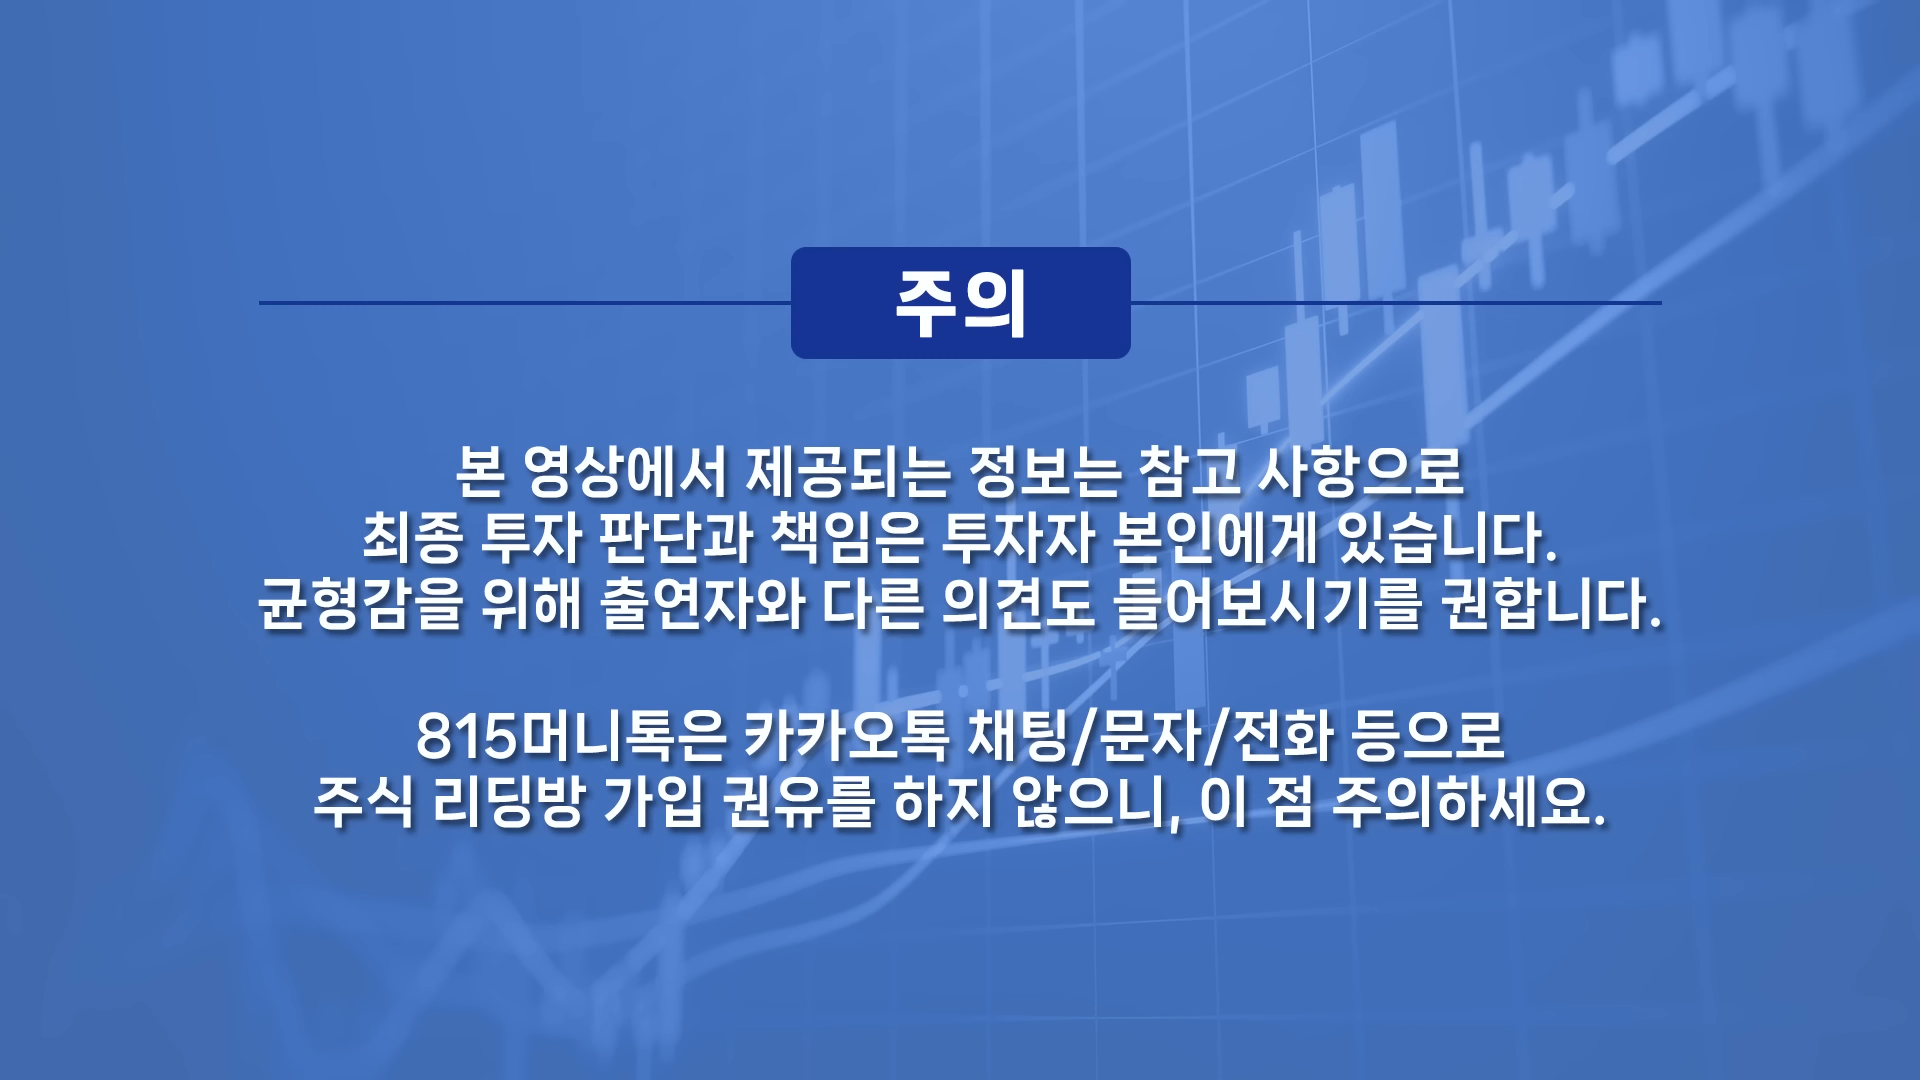 주의
본 영상에서 제공되는 정보는 참고 사항으로
최종 투자 판단과 책임은 투자자 본인에게 있습니다.
균형감을 위해 출연자와 다른 의견도 들어보시기를 권합니다.
815머니톡은 카카오톡 채팅/문자/전화 등으로
주식 리딩방 가입 권유를 하지 않으니, 이 점 주의하세요.